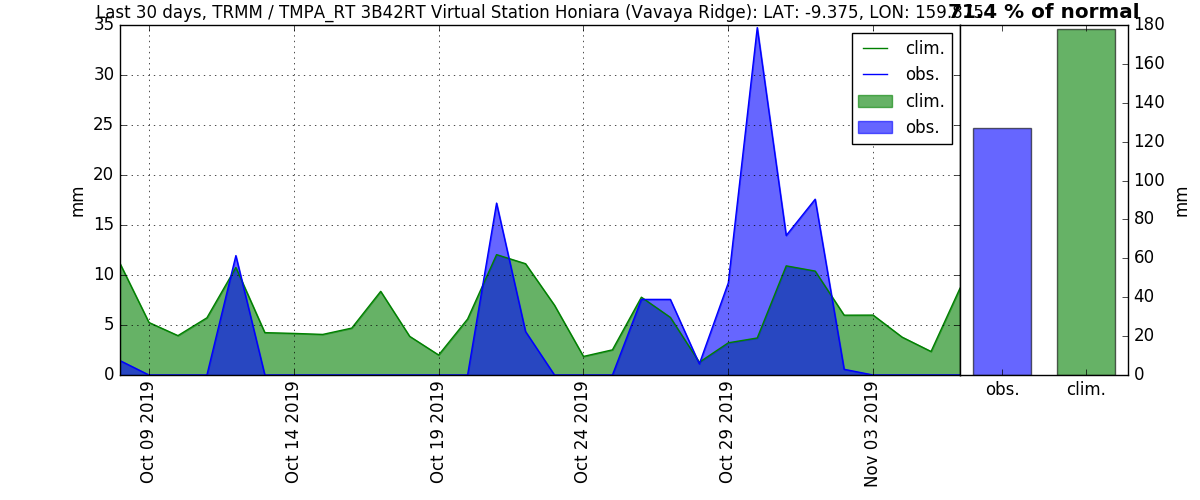 Last 30 days, TRMM / TMPA_RT 3B42RT Virtual Station Honiara (Vavaya Ridge): LAT: -9.375, LON:
71.4 % of normal
35
30
25
20
15
10
5
0
mm
clim.
obs.
clim.
obs.
Oct 09 2019
Oct 14 2019
Oct 19 2019
Oct 24 2019
Oct 29 2019
Nov 03 2019
180
160
140
120
100
80
60
40
20
0
mm
obs.
clim.